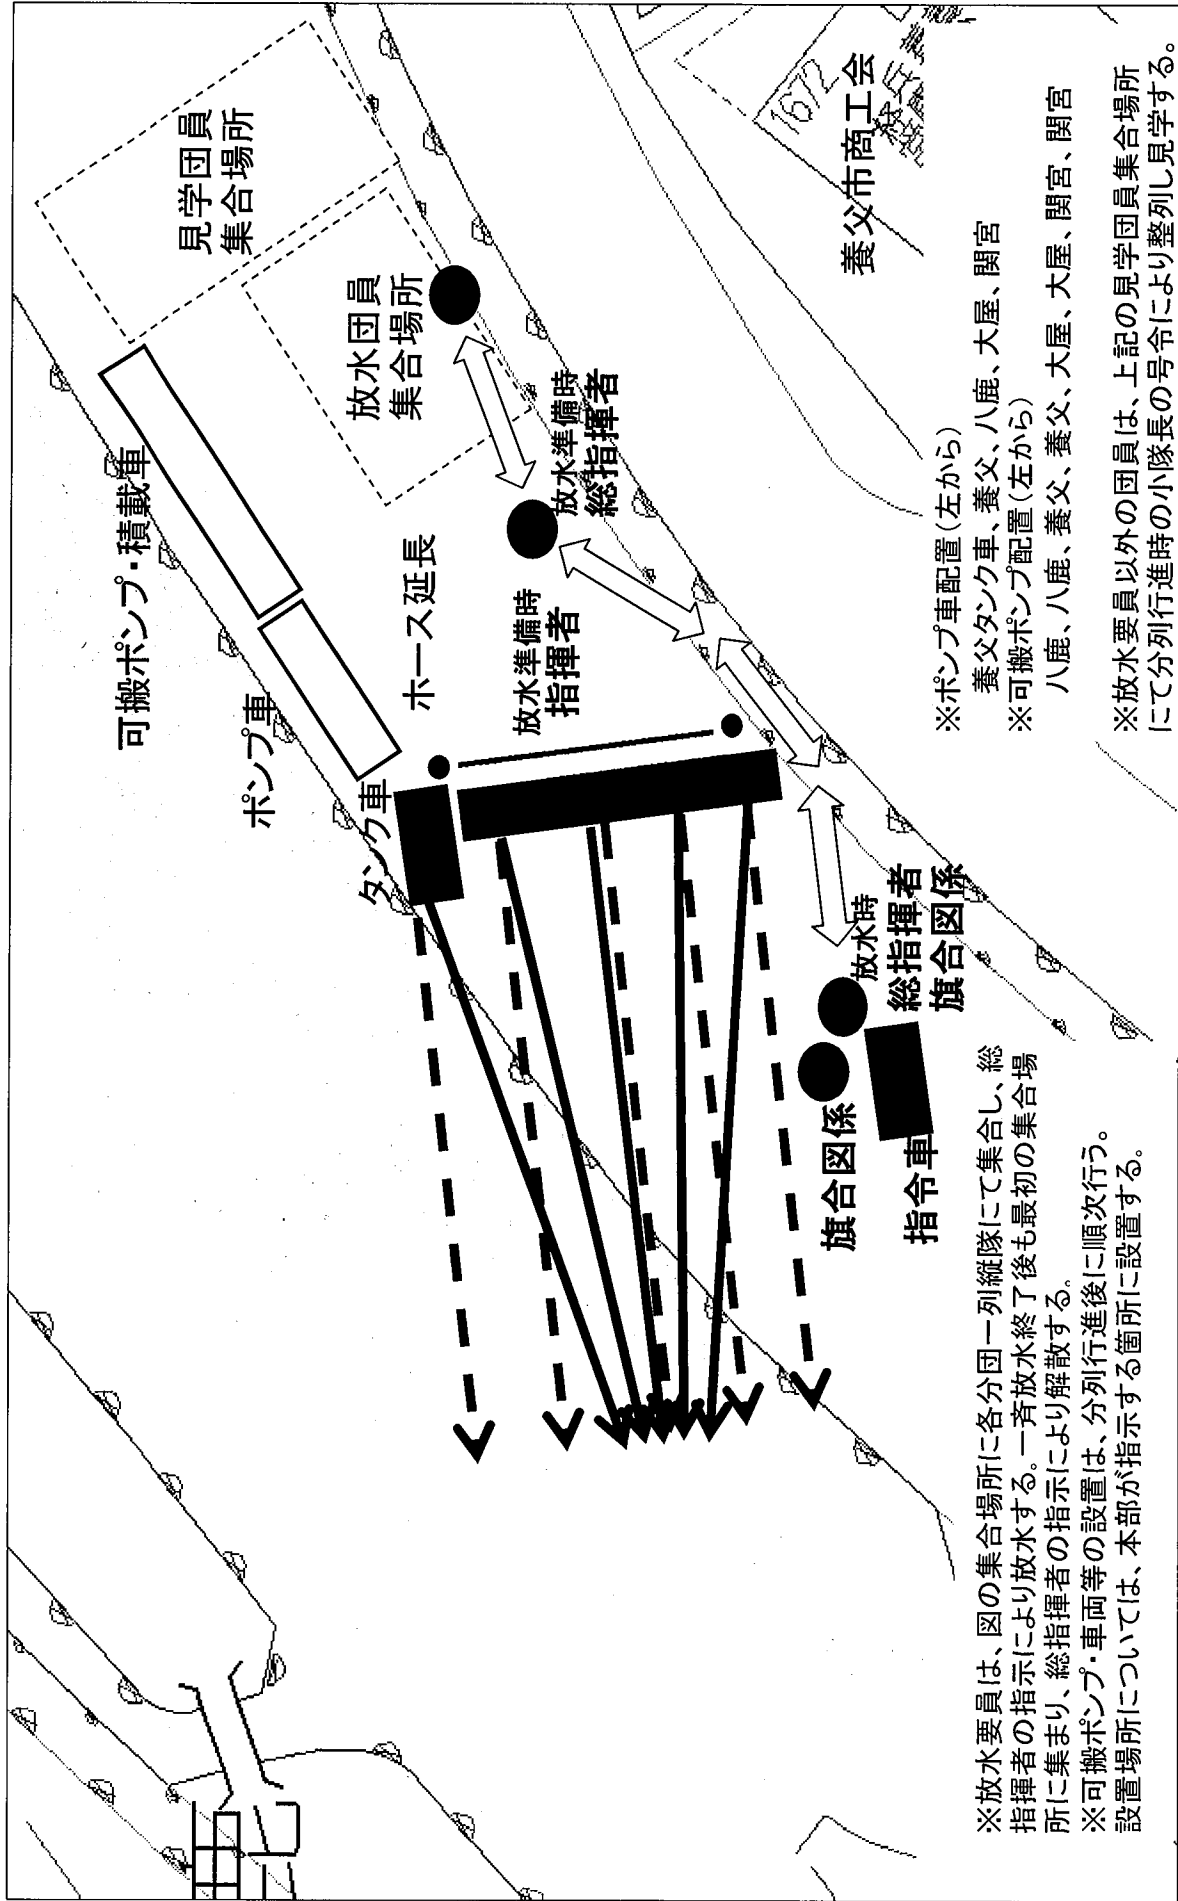 見学団員
集合場所
放水団員
集合場所
可搬ポンプ・積載車
ポンプ車
タンク車
ホース延長
放水準備時
総指揮者
放水準備時
指揮者
放水時
総指揮者
旗合図係
旗合図係
指令車
1672
養父市商工会
※ポンプ車配置(左から)
養父タンク車、養父、八鹿、大屋、関宮
※可搬ポンプ配置(左から)
八鹿、八鹿、養父、養父、大屋、大屋、関宮、関宮
※放水要員以外の団員は、上記の見学団員集合場所
にて分列行進時の小隊長の号令により整列し見学する。
※放水要員は、図の集合場所に各分団一列縦隊にて集合し、総
指揮者の指示により放水する。一斉放水終了後も最初の集合場
所に集まり、総指揮者の指示により解散する。
※可搬ポンプ・車両等の設置は、分列行進後に順次行う。
設置場所については、本部が指示する箇所に設置する。